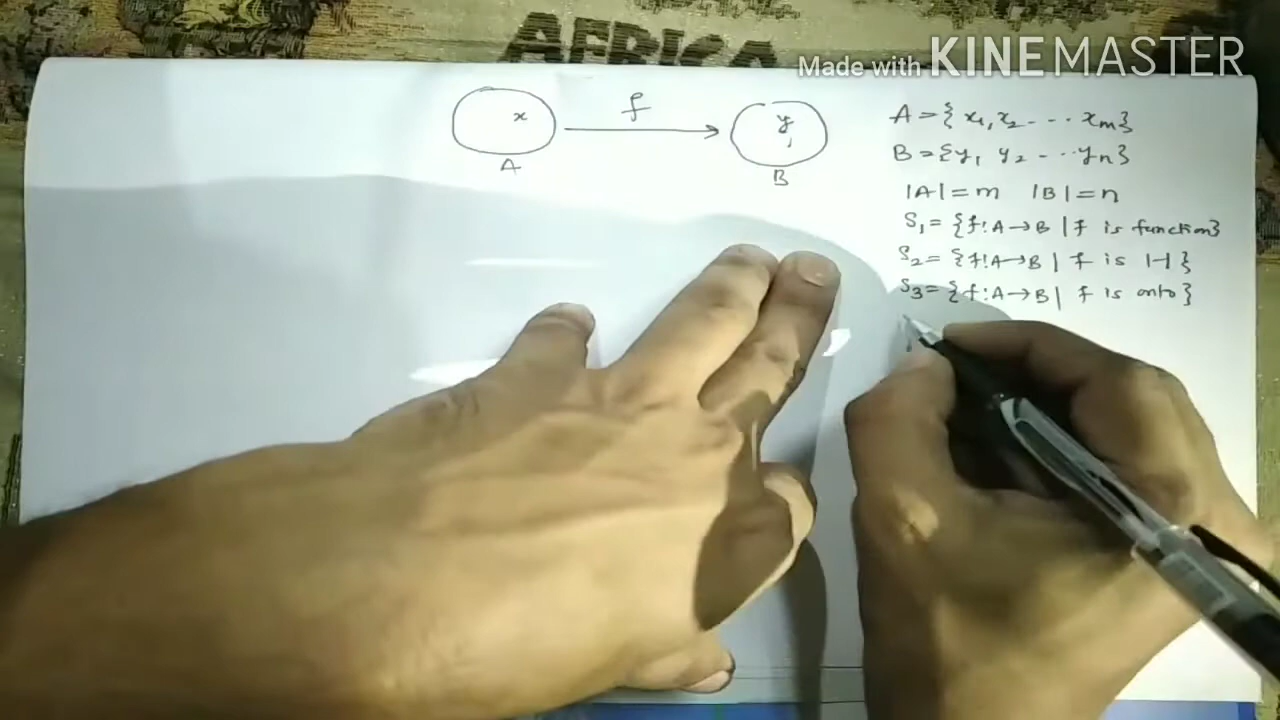 AFRICA
Made with KINEMASTER
f
x
y
A
B
A = {x1, x2 - - - xm}
B = {y1 y2 - - - yn}
|A| = m |B| = n
S1 = {f: A→B | f is function}
S2 = {f: A→B | f is 1-1}
S3 = {f: A→B | f is onto}